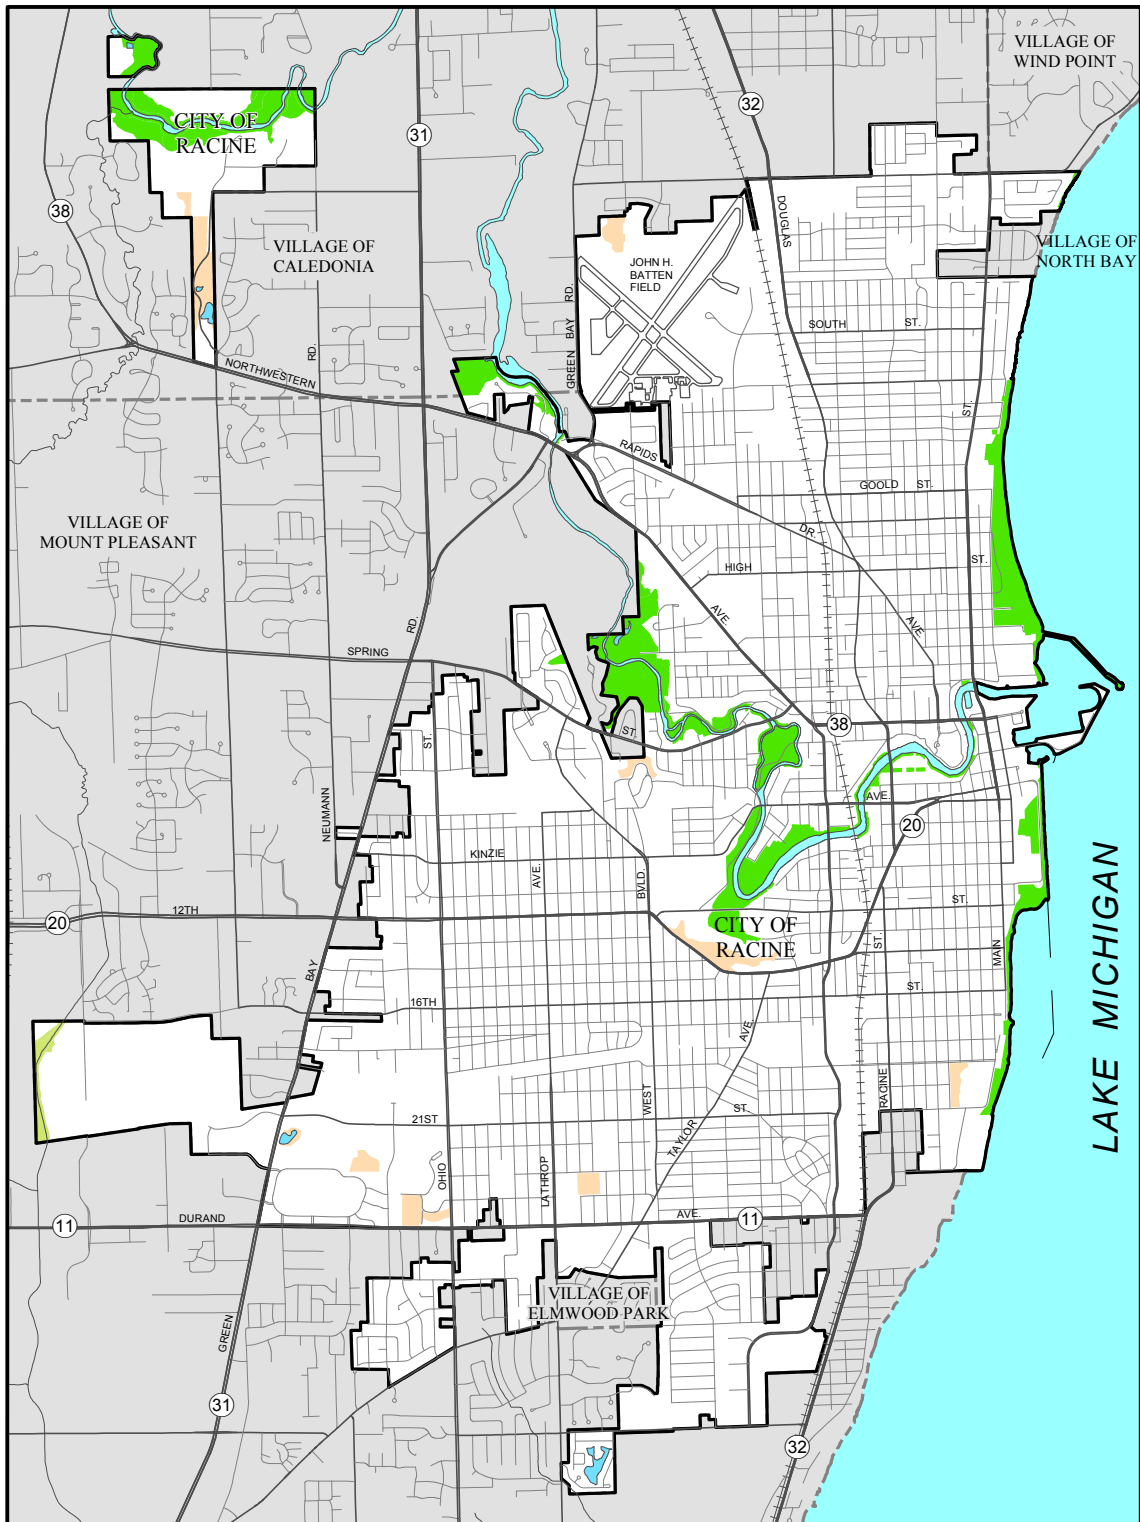 VILLAGE OF
WIND POINT
32
CITY OF
RACINE
31
38
DOUGLAS
VILLAGE OF
CALEDONIA
VILLAGE OF
NORTH BAY
JOHN H.
BATTEN
FIELD
GREEN BAY RD.
SOUTH ST.
RD.
NORTHWESTERN
ST.
RAPIDS
GOOLD ST.
VILLAGE OF
MOUNT PLEASANT
DR.
HIGH
ST.
AVE.
AVE.
RD.
SPRING
ST.
38
ST.
AVE.
NEUMANN
20
KINZIE
AVE.
BVLD.
LAKE MICHIGAN
12TH
ST.
20
CITY OF
RACINE
ST.
MAIN
BAY
ST.
16TH
AVE.
RACINE
WEST
ST.
21ST
TAYLOR
OHIO
LATHROP
11
DURAND
AVE.
11
VILLAGE OF
ELMWOOD PARK
GREEN
32
31
32